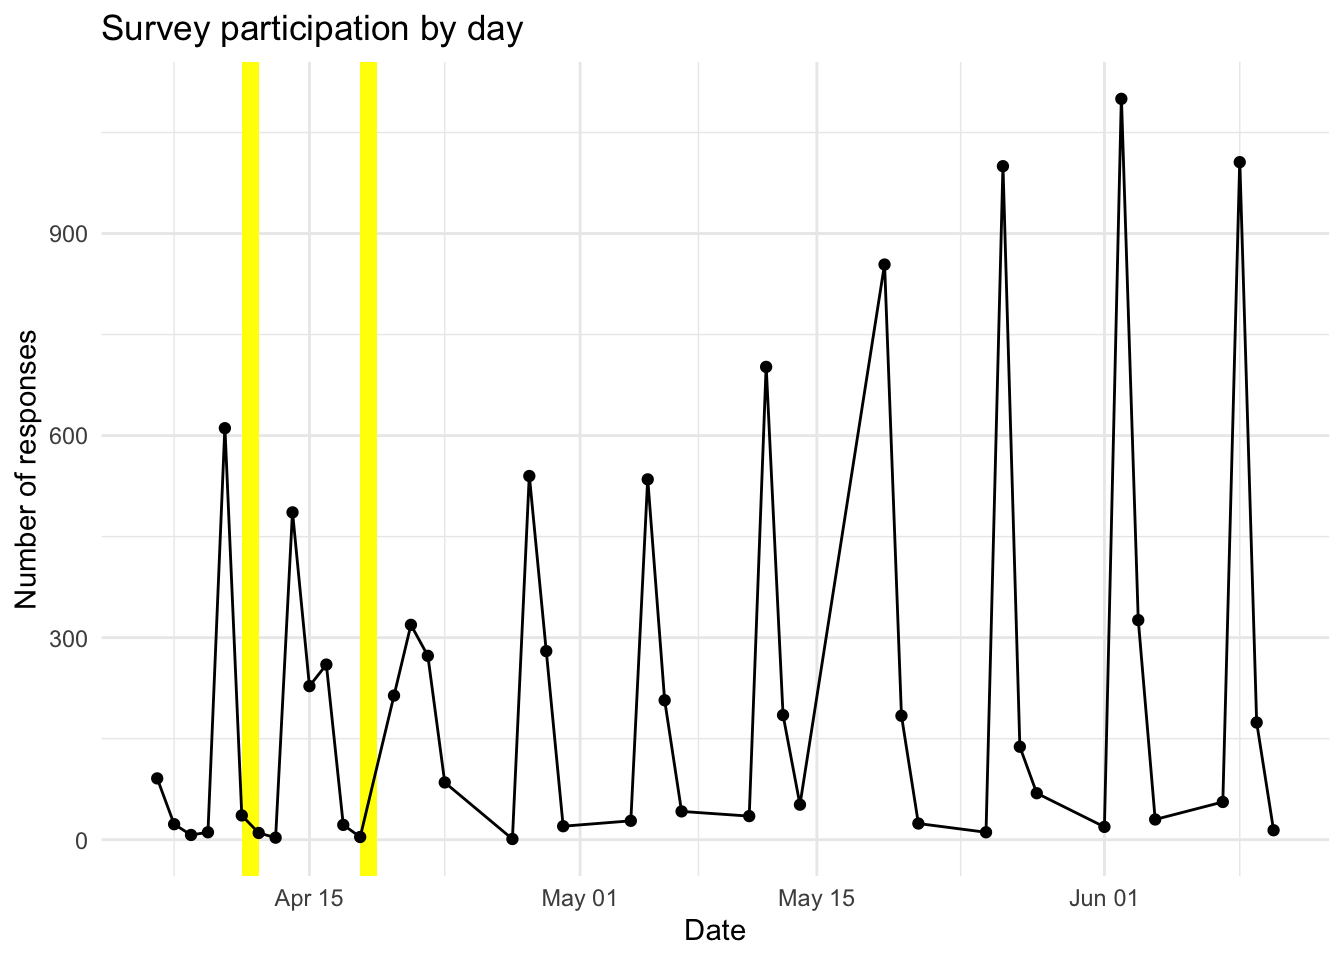 Survey participation by day
Number of responses
900
600
300
0
Apr 15
May 01
May 15
Jun 01
Date